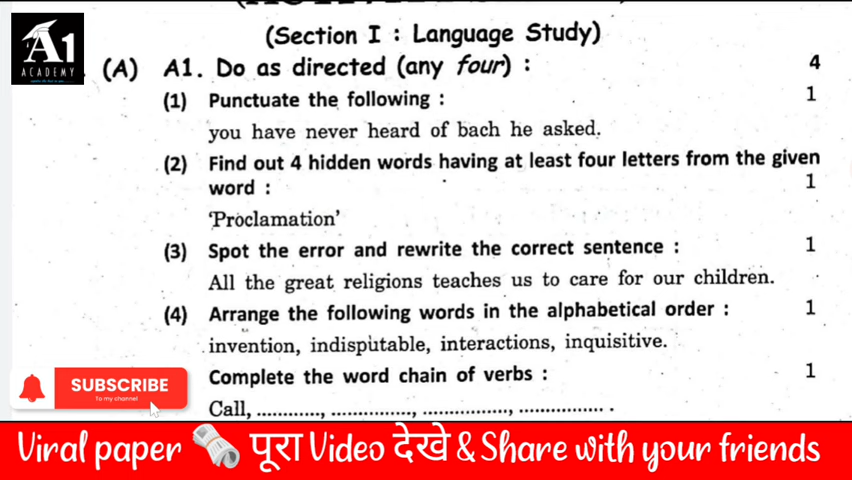 (Section I : Language Study)
A1
ACADEMY
(A) A1. Do as directed (any four) : 4
(1) Punctuate the following : 1
you have never heard of bach he asked.
(2) Find out 4 hidden words having at least four letters from the given
word : 1
'Proclamation'
(3) Spot the error and rewrite the correct sentence : 1
All the great religions teaches us to care for our children.
(4) Arrange the following words in the alphabetical order : 1
invention, indisputable, interactions, inquisitive.
SUBSCRIBE
To my channel
Complete the word chain of verbs : 1
Call, ............, ..............., ................, ................ .
Viral paper पूरा Video देखे & Share with your friends